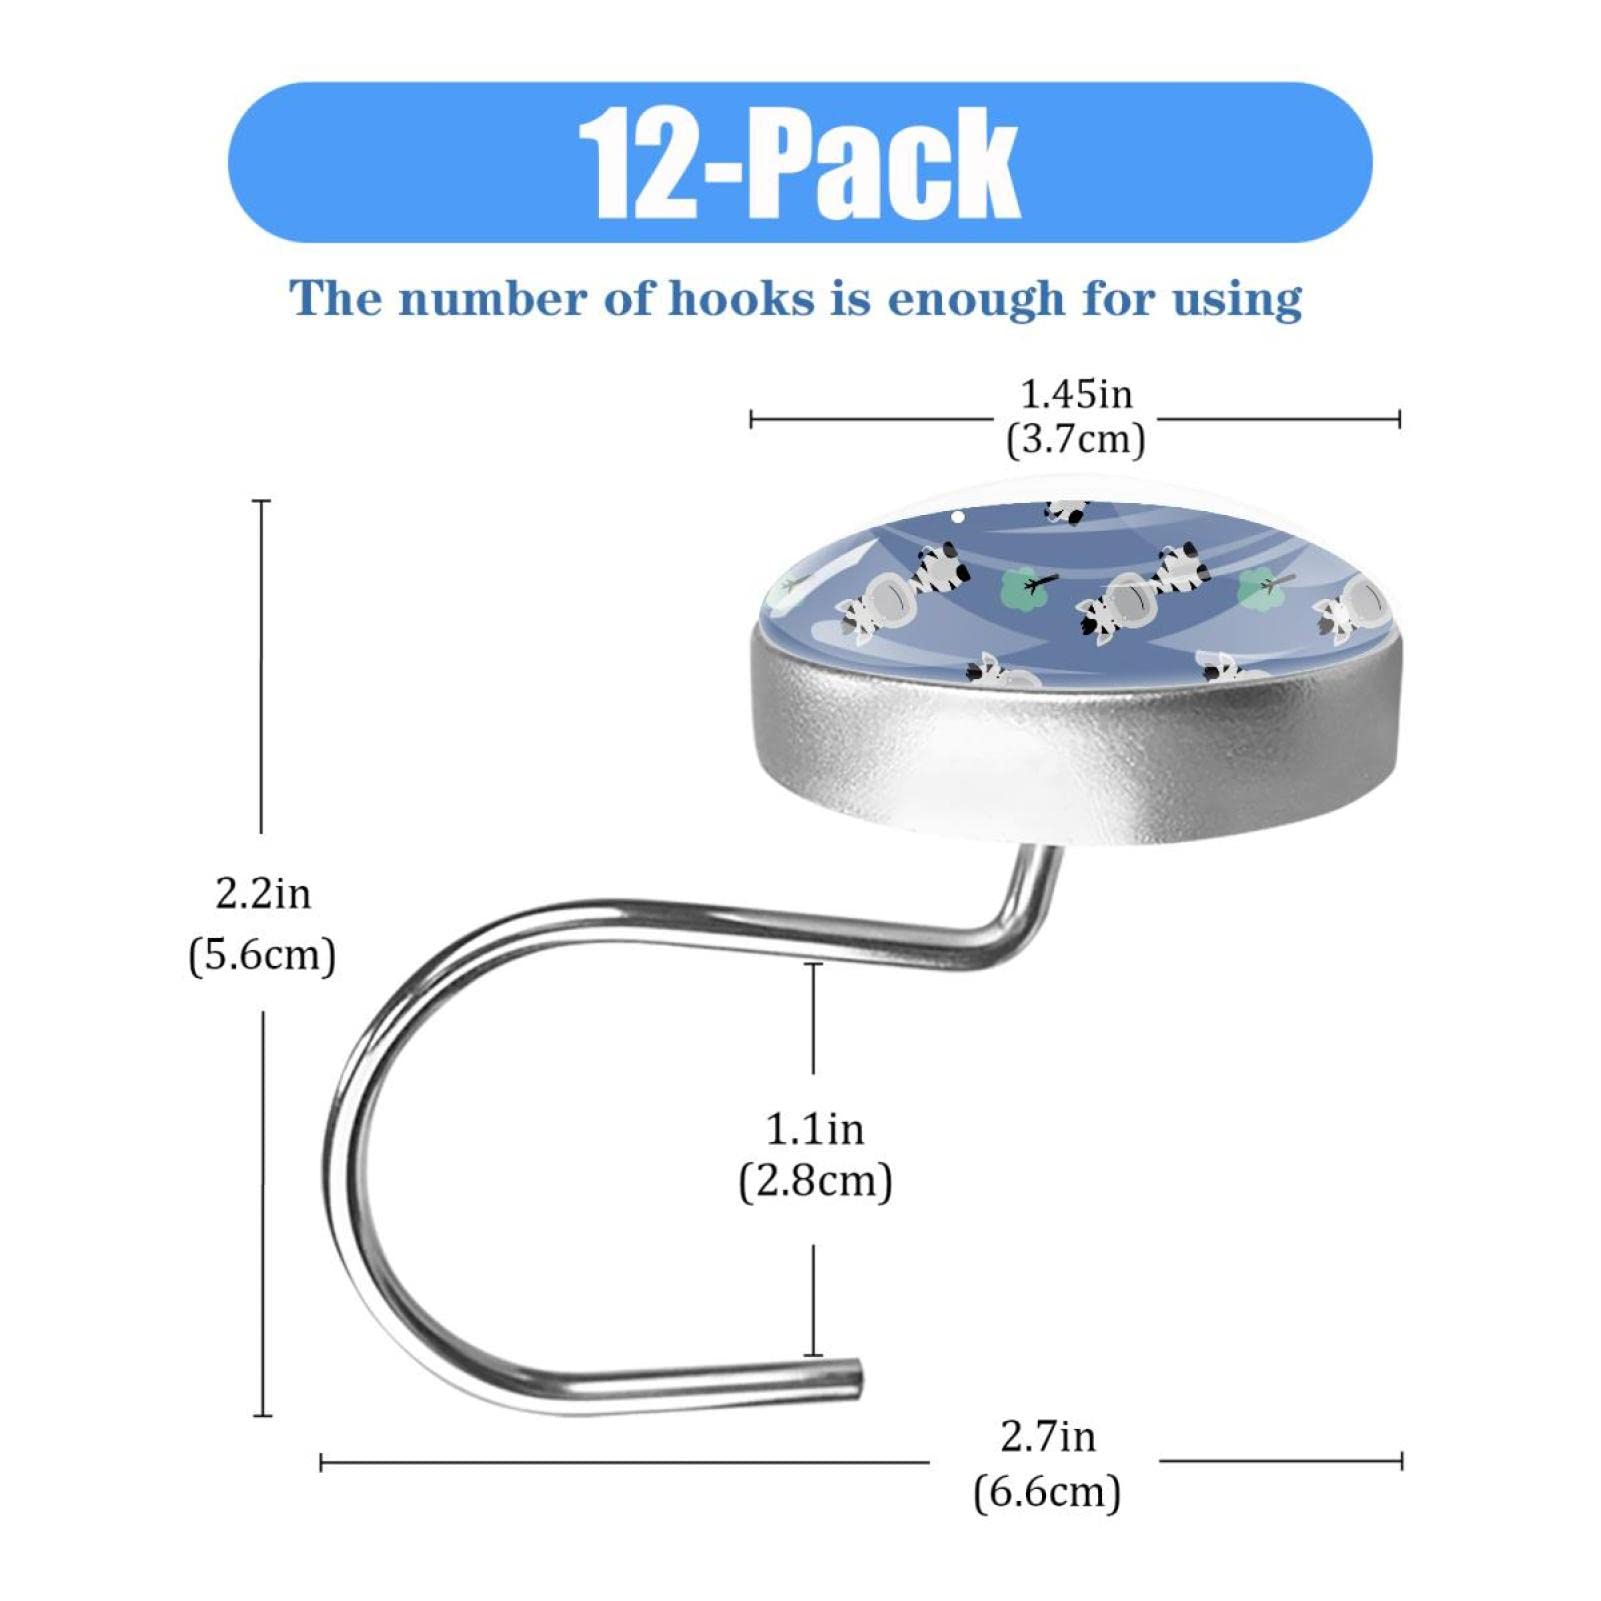 12-Pack
The number of hooks is enough for using
1.45in
(3.7cm)
2.2in
(5.6cm)
1.1in
(2.8cm)
2.7in
(6.6cm)